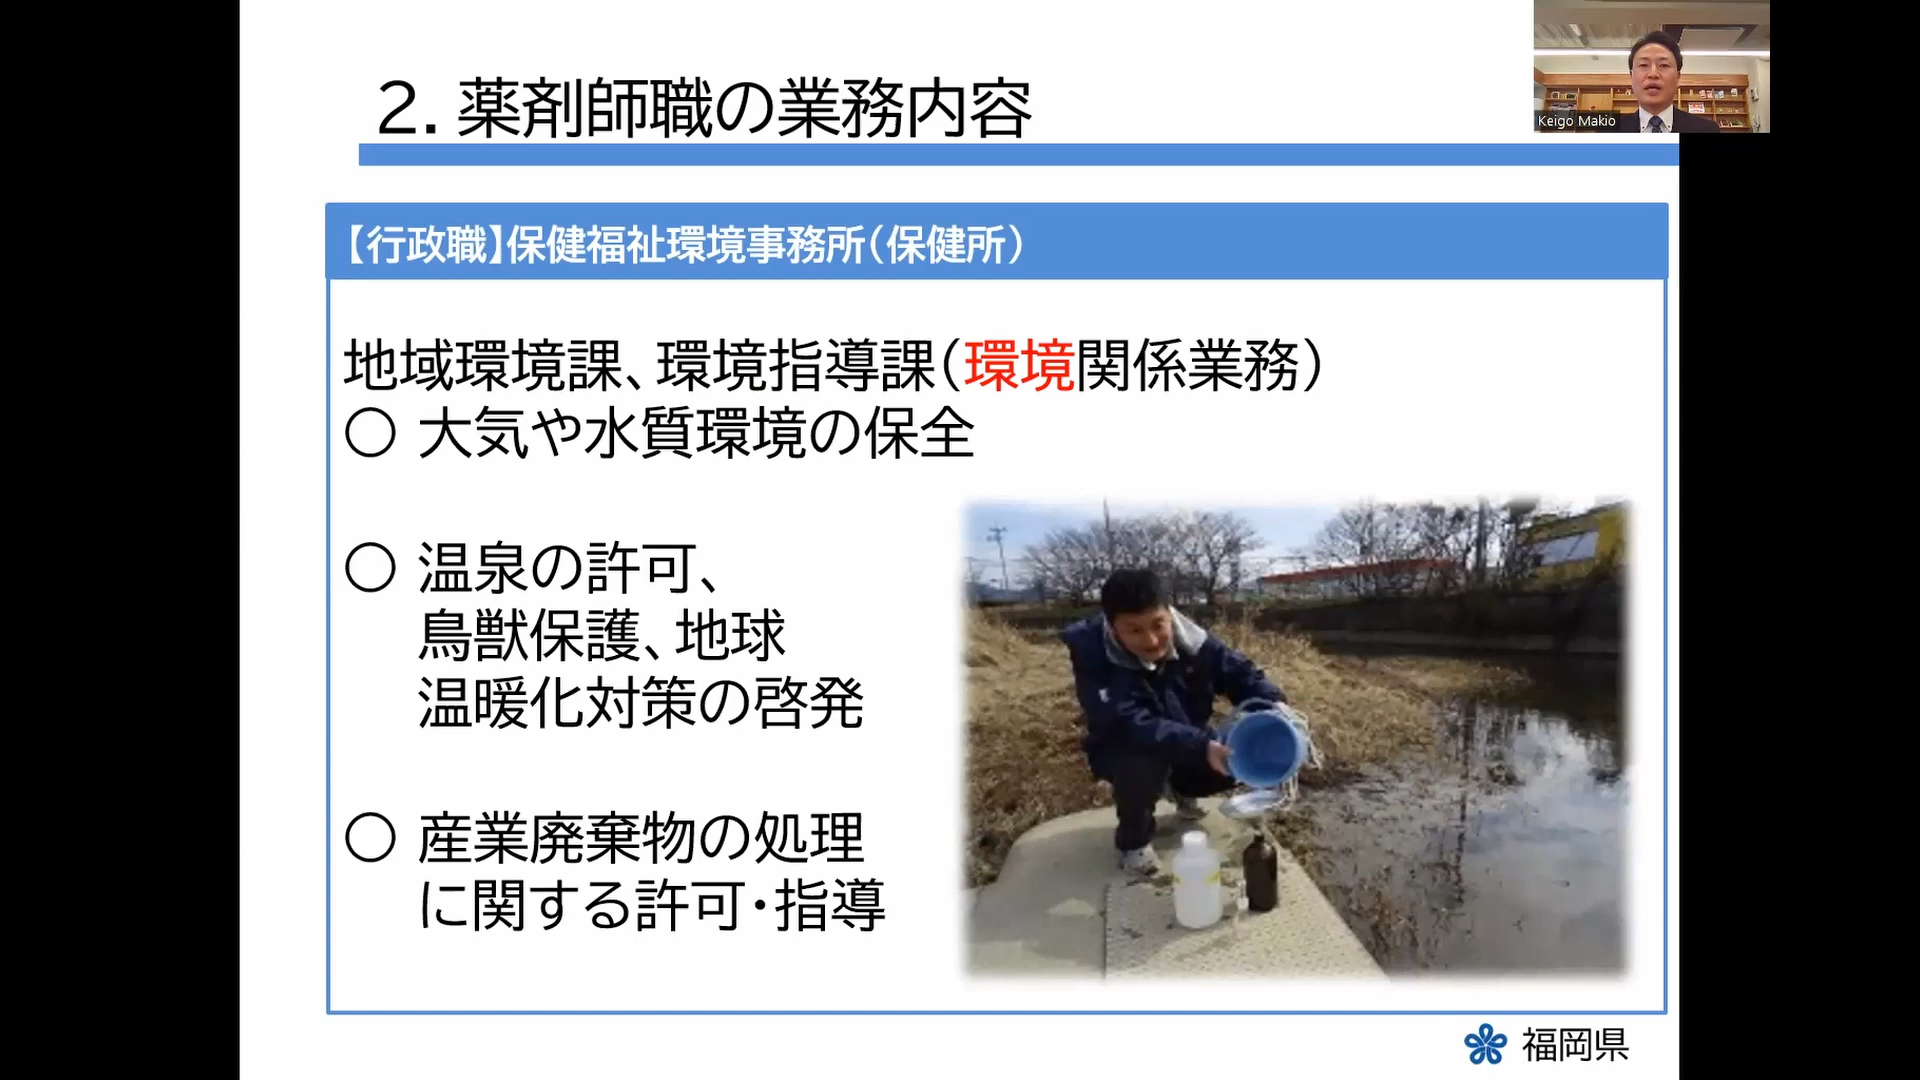 ２．薬剤師職の業務内容
Keigo Makio
【行政職】保健福祉環境事務所（保健所）
地域環境課、環境指導課（環境関係業務）
○ 大気や水質環境の保全
○ 温泉の許可、
鳥獣保護、地球
温暖化対策の啓発
○ 産業廃棄物の処理
に関する許可・指導
福岡県